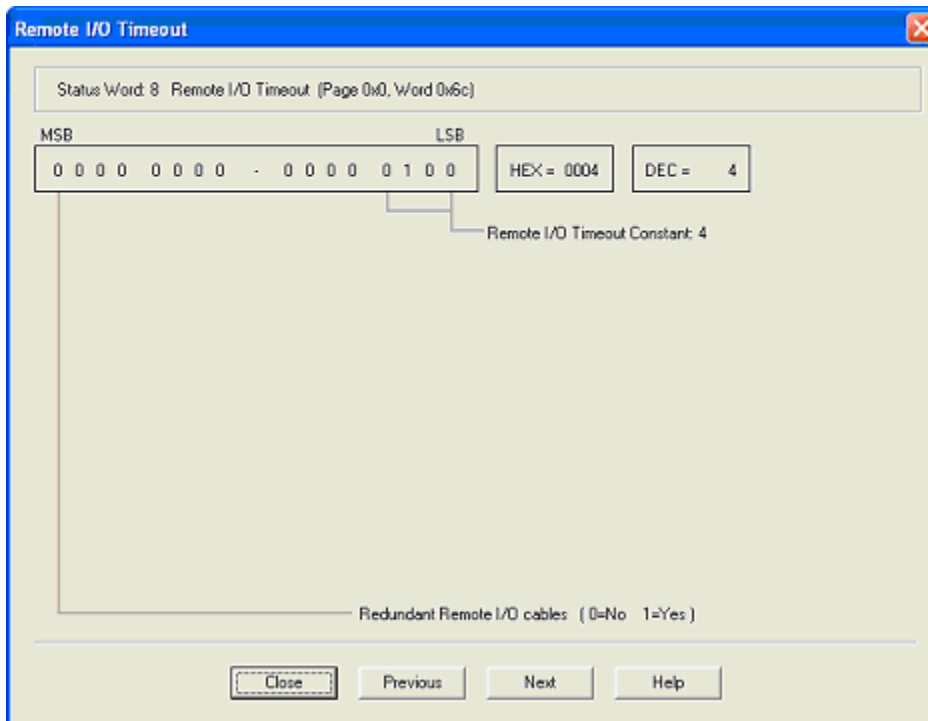 Remote I/O Timeout
Status Word: 8 Remote I/O Timeout (Page 0x0, Word 0x6c)
MSB LSB
0 0 0 0 0 0 0 0 - 0 0 0 0 0 1 0 0 HEX = 0004 DEC = 4
Remote I/O Timeout Constant: 4
Redundant Remote I/O cables ( 0=No 1=Yes )
Close Previous Next Help